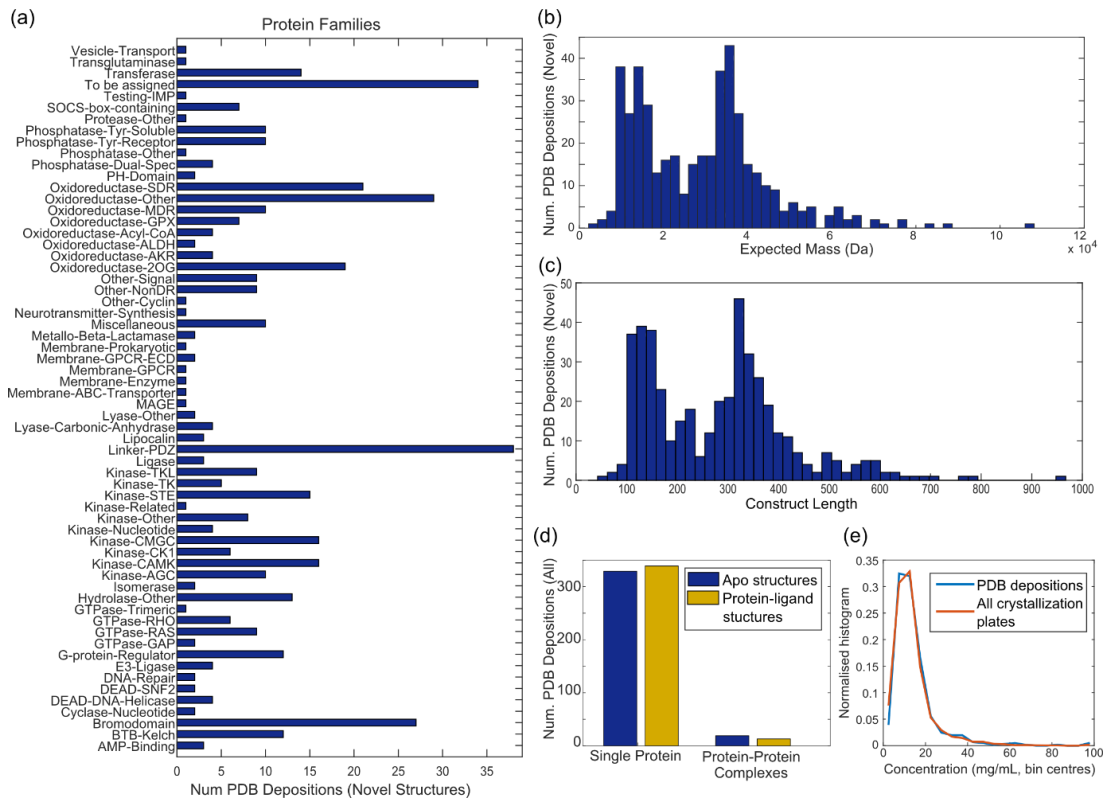 (a)
Protein Families
Vesicle-Transport
Transglutaminase
Transferase
To be assigned
Testing-IMP
SOCS-box-containing
Protease-Other
Phosphatase-Tyr-Soluble
Phosphatase-Tyr-Receptor
Phosphatase-Other
Phosphatase-Dual-Spec
PH-Domain
Oxidoreductase-SDR
Oxidoreductase-Other
Oxidoreductase-MDR
Oxidoreductase-GPX
Oxidoreductase-Acyl-CoA
Oxidoreductase-ALDH
Oxidoreductase-AKR
Oxidoreductase-2OG
Other-Signal
Other-NonDR
Other-Cyclin
Neurotransmitter-Synthesis
Miscellaneous
Metallo-Beta-Lactamase
Membrane-Prokaryotic
Membrane-GPCR-ECD
Membrane-GPCR
Membrane-Enzyme
Membrane-ABC-Transporter
MAGE
Lyase-Other
Lyase-Carbonic-Anhydrase
Lipocalin
Linker-PDZ
Ligase
Kinase-TKL
Kinase-TK
Kinase-STE
Kinase-Related
Kinase-Other
Kinase-Nucleotide
Kinase-CMGC
Kinase-CK1
Kinase-CAMK
Kinase-AGC
Isomerase
Hydrolase-Other
GTPase-Trimeric
GTPase-RHO
GTPase-RAS
GTPase-GAP
G-protein-Regulator
E3-Ligase
DNA-Repair
DEAD-SNF2
DEAD-DNA-Helicase
Cyclase-Nucleotide
Bromodomain
BTB-Kelch
AMP-Binding
0 5 10 15 20 25 30 35
Num PDB Depositions (Novel Structures)
(b)
Num. PDB Depositions (Novel)
40
30
20
10
0
0 2 4 6 8 10 12
Expected Mass (Da)
x 10⁴
(c)
Num. PDB Depositions (Novel)
50
40
30
20
10
0
0 100 200 300 400 500 600 700 800 900 1000
Construct Length
(d)
Num. PDB Depositions (All)
300
200
100
0
Apo structures
Protein-ligand
stuctures
Single Protein
Protein-Protein
Complexes
(e)
Normalised histogram
0.35
0.30
0.25
0.20
0.15
0.10
0.05
0
PDB depositions
All crystallization
plates
0 20 40 60 80 100
Concentration (mg/mL, bin centres)